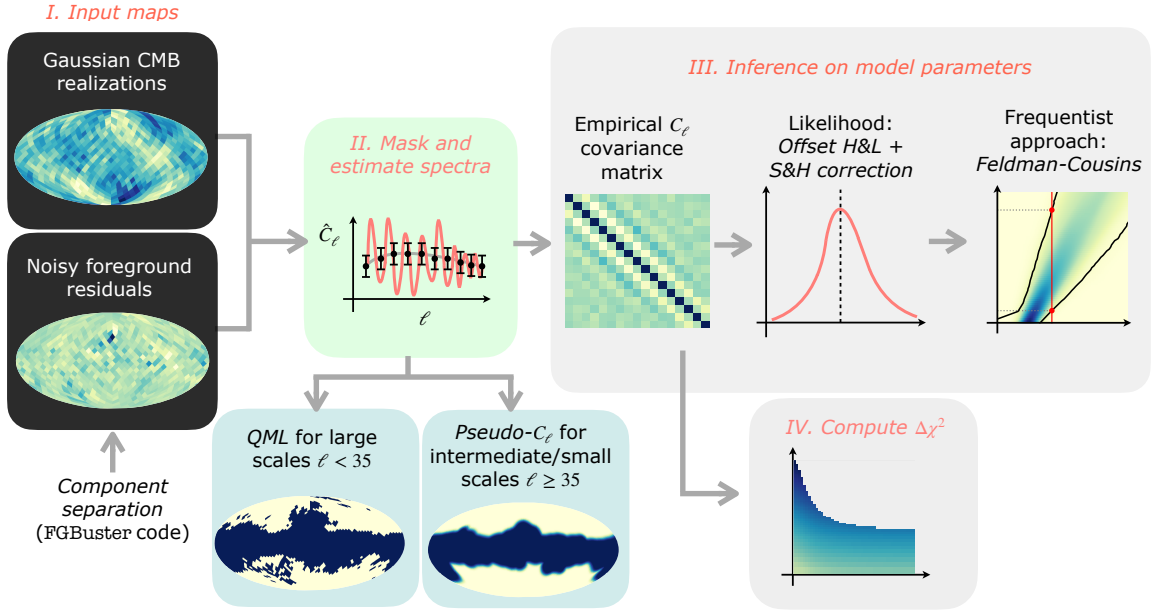 I. Input maps
Gaussian CMB
realizations
Noisy foreground
residuals
Component
separation
(FGBuster code)
II. Mask and
estimate spectra
Ĉℓ
ℓ
QML for large
scales ℓ < 35
Pseudo-Cℓ for
intermediate/small
scales ℓ ≥ 35
III. Inference on model parameters
Empirical Cℓ
covariance
matrix
Likelihood:
Offset H&L +
S&H correction
Frequentist
approach:
Feldman-Cousins
IV. Compute Δχ²